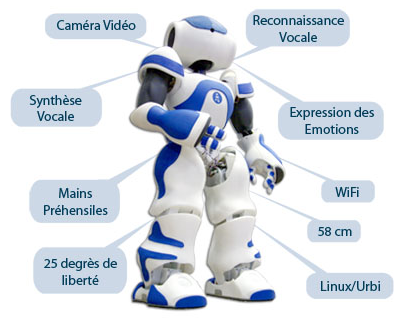 Caméra Vidéo
Reconnaissance
Vocale
Synthèse
Vocale
Expression des
Emotions
Mains
Préhensiles
WiFi
58 cm
25 degrès de
liberté
Linux/Urbi